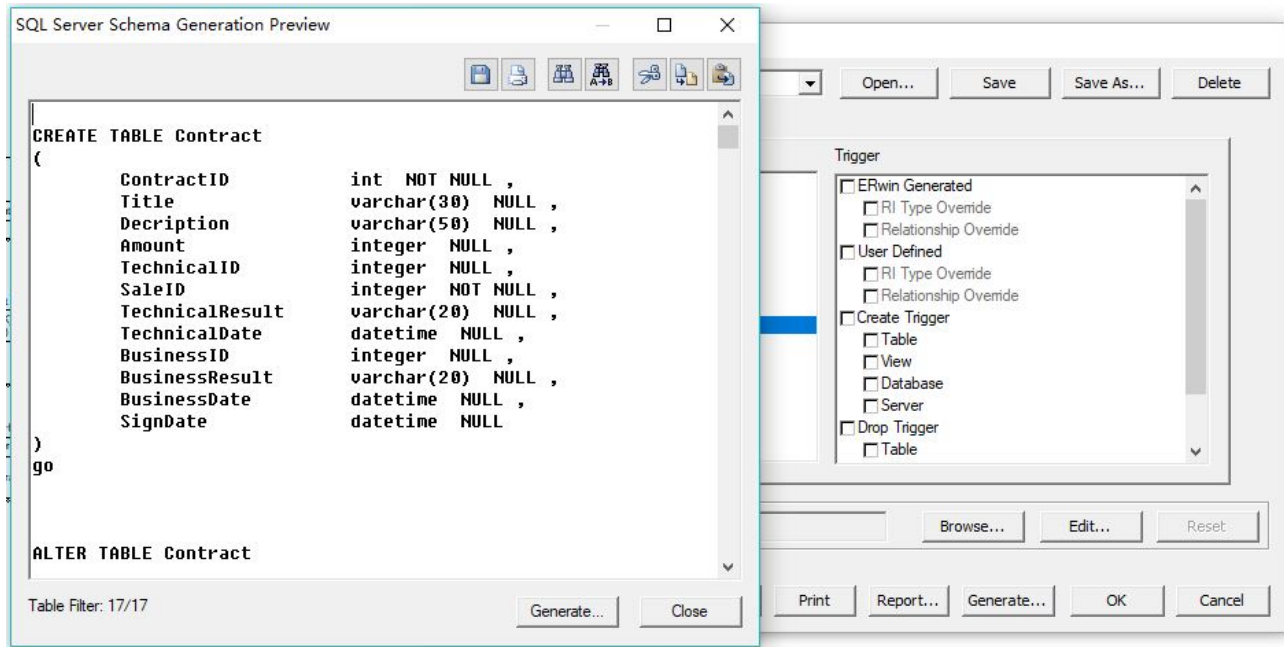 SQL Server Schema Generation Preview
A→B
CREATE TABLE Contract
(
ContractID int NOT NULL ,
Title varchar(30) NULL ,
Decription varchar(50) NULL ,
Amount integer NULL ,
TechnicalID integer NULL ,
SaleID integer NOT NULL ,
TechnicalResult varchar(20) NULL ,
TechnicalDate datetime NULL ,
BusinessID integer NULL ,
BusinessResult varchar(20) NULL ,
BusinessDate datetime NULL ,
SignDate datetime NULL
)
go
ALTER TABLE Contract
Table Filter: 17/17
Generate...
Close
Open...
Save
Save As...
Delete
Trigger
ERwin Generated
RI Type Override
Relationship Override
User Defined
RI Type Override
Relationship Override
Create Trigger
Table
View
Database
Server
Drop Trigger
Table
Browse...
Edit...
Reset
Print
Report...
Generate...
OK
Cancel